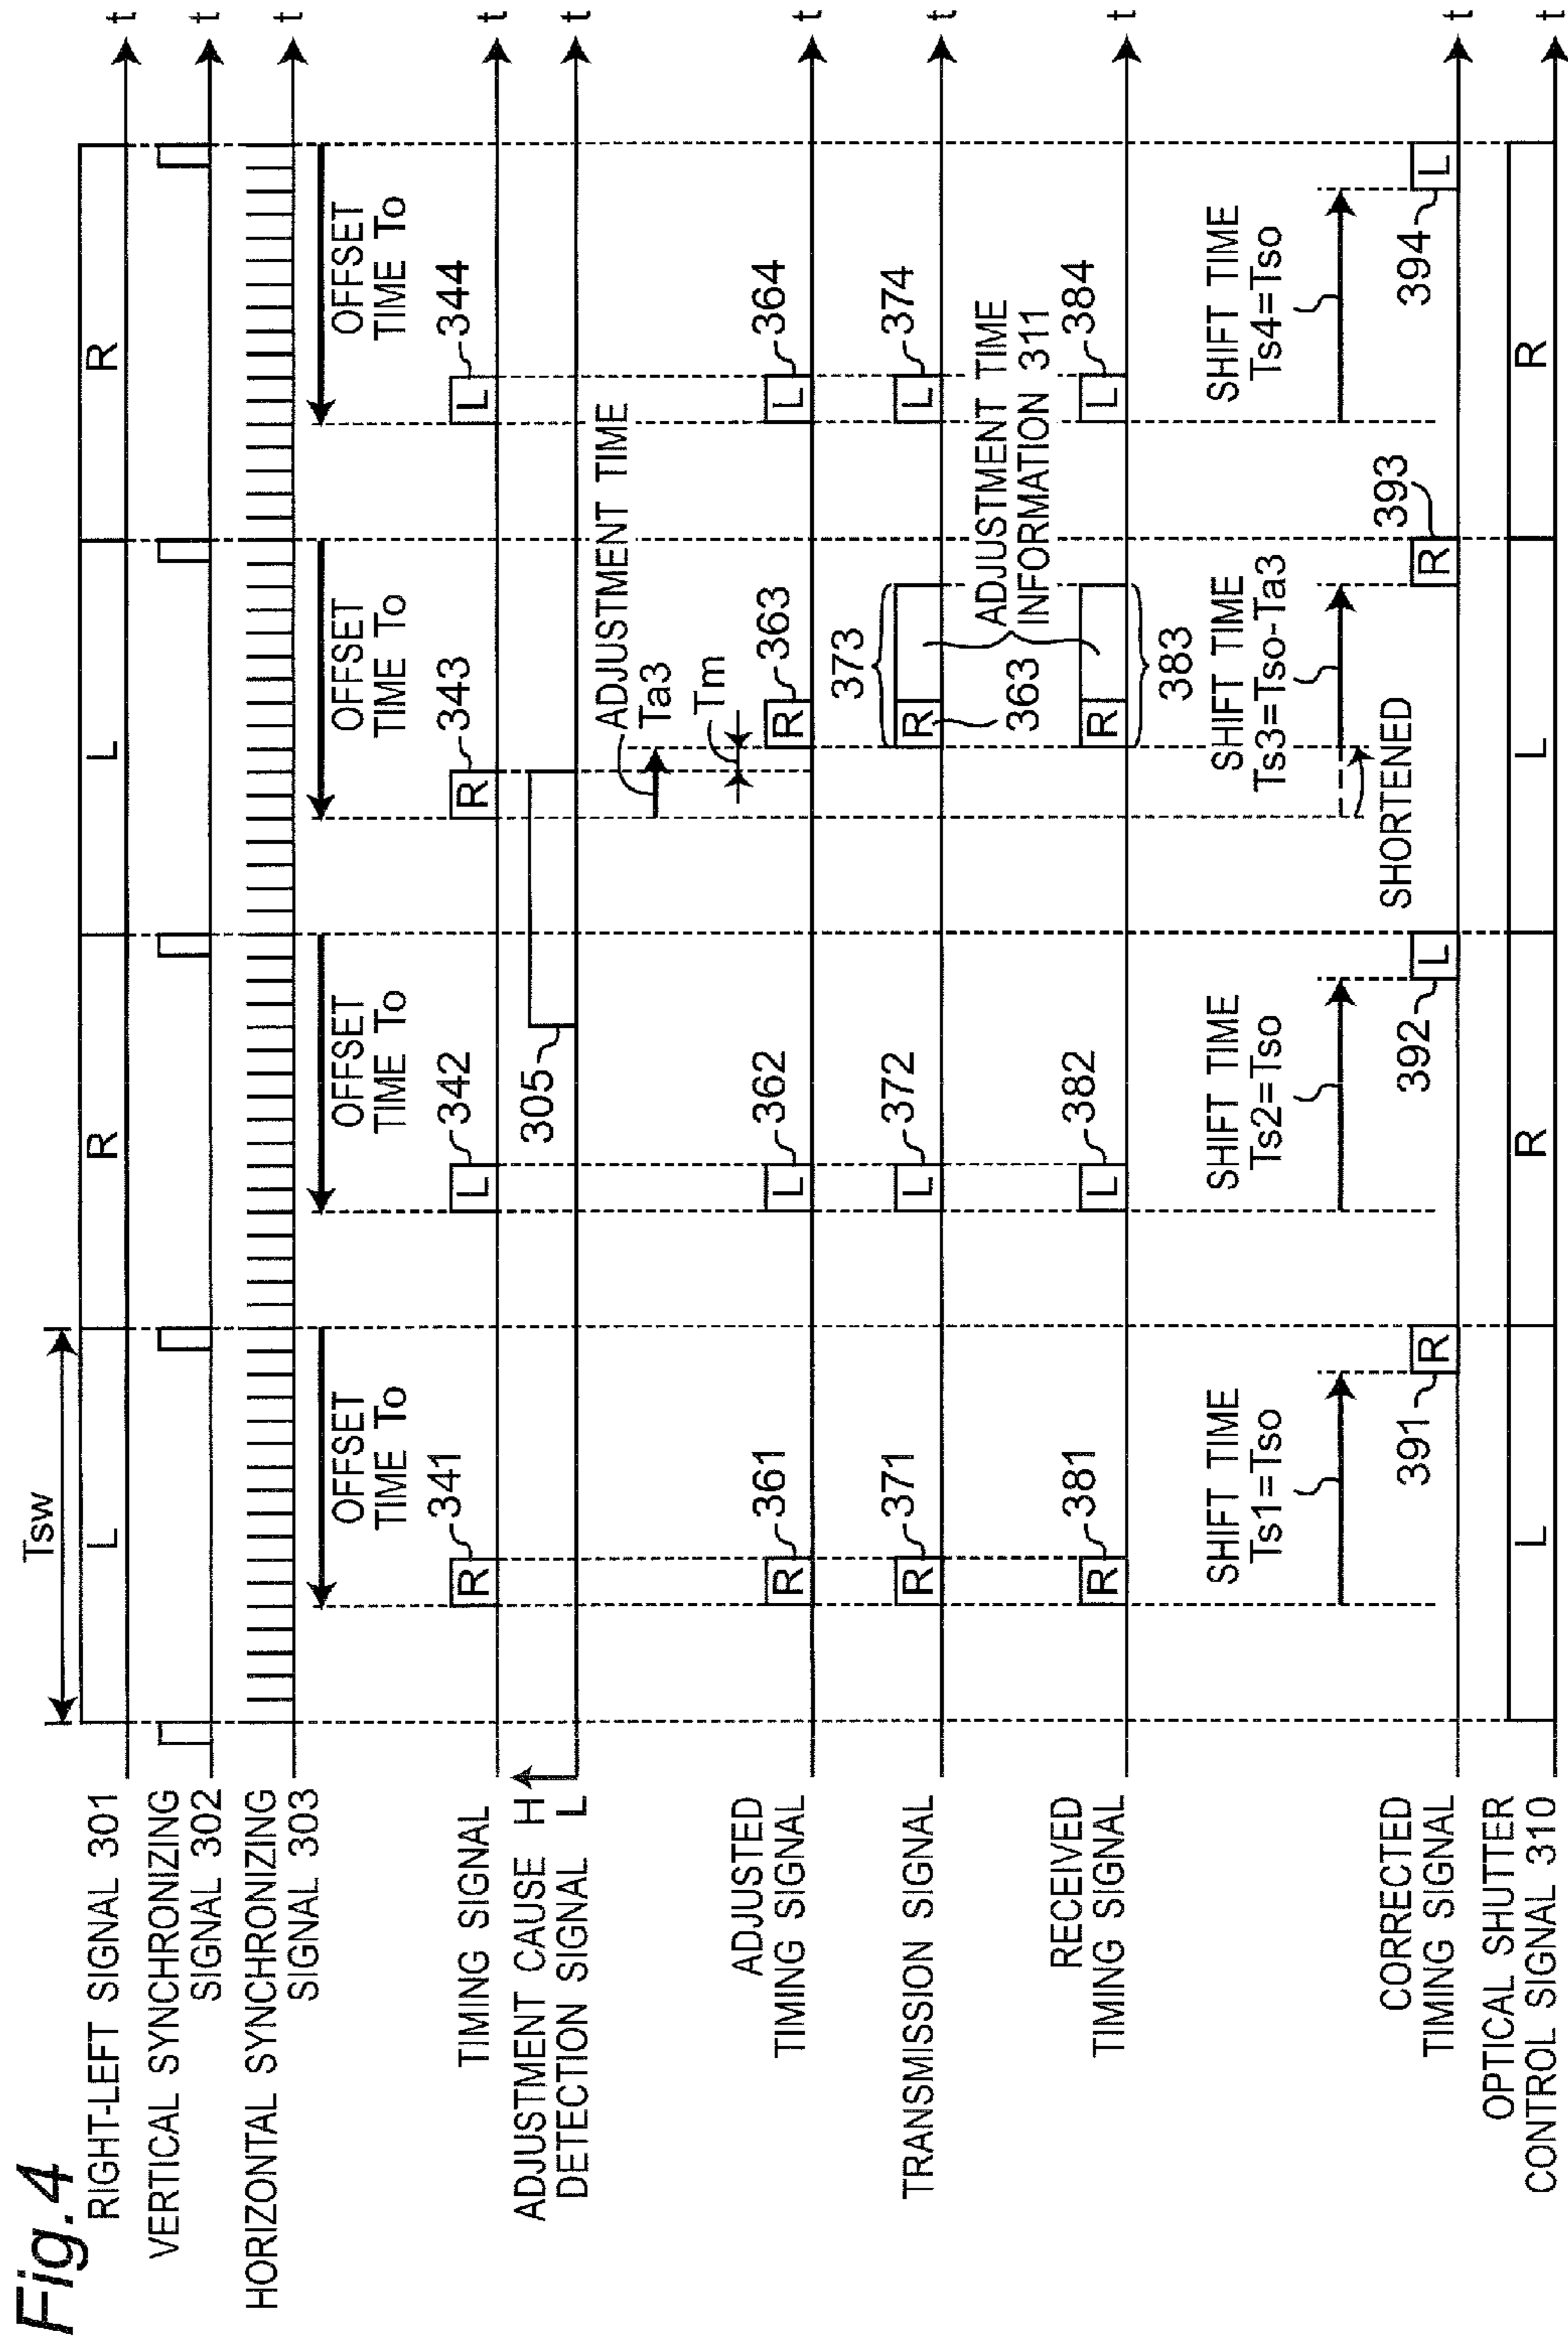 Fig.4
Tsw
RIGHT-LEFT SIGNAL 301
L
R
L
R
t
VERTICAL SYNCHRONIZING
SIGNAL 302
t
HORIZONTAL SYNCHRONIZING
SIGNAL 303
t
OFFSET
TIME To
OFFSET
TIME To
OFFSET
TIME To
OFFSET
TIME To
341
342
343
344
TIMING SIGNAL
R
L
R
L
t
ADJUSTMENT CAUSE H
DETECTION SIGNAL L
305
t
ADJUSTMENT TIME
Ta3
Tm
361
362
363
364
ADJUSTED
TIMING SIGNAL
R
L
R
L
t
371
372
373
374
TRANSMISSION SIGNAL
R
L
R
L
t
363
ADJUSTMENT TIME
INFORMATION 311
381
382
384
RECEIVED
TIMING SIGNAL
R
L
R
L
t
383
SHIFT TIME
Ts1=Tso
SHIFT TIME
Ts2=Tso
SHIFT TIME
Ts3=Tso-Ta3
SHIFT TIME
Ts4=Tso
SHORTENED
391
392
393
394
CORRECTED
TIMING SIGNAL
R
L
R
L
t
OPTICAL SHUTTER
CONTROL SIGNAL 310
L
R
L
R
t